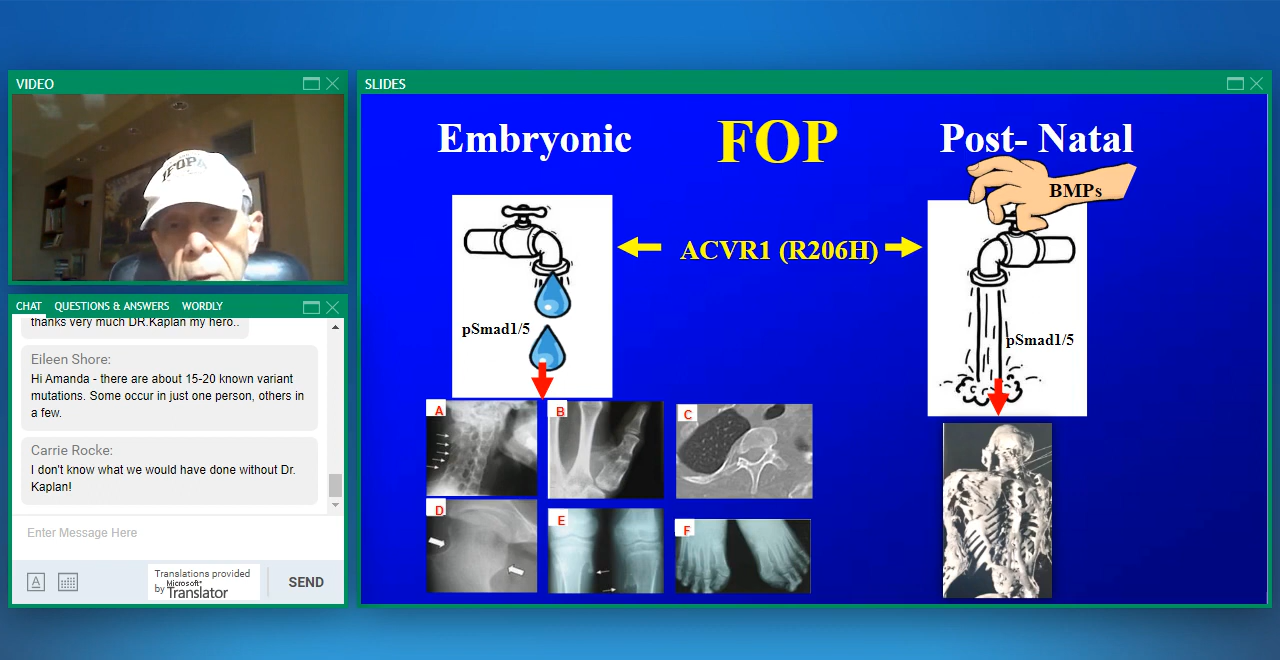 VIDEO
IFOPA
CHAT QUESTIONS & ANSWERS WORDLY
thanks very much DR.Kaplan my hero..
Eileen Shore:
Hi Amanda - there are about 15-20 known variant
mutations. Some occur in just one person, others in
a few.
Carrie Rocke:
I don't know what we would have done without Dr.
Kaplan!
Enter Message Here
A
Translations provided
by Microsoft
Translator
SEND
SLIDES
Embryonic
FOP
Post- Natal
BMPs
ACVR1 (R206H)
pSmad1/5
pSmad1/5
A
B
C
D
E
F